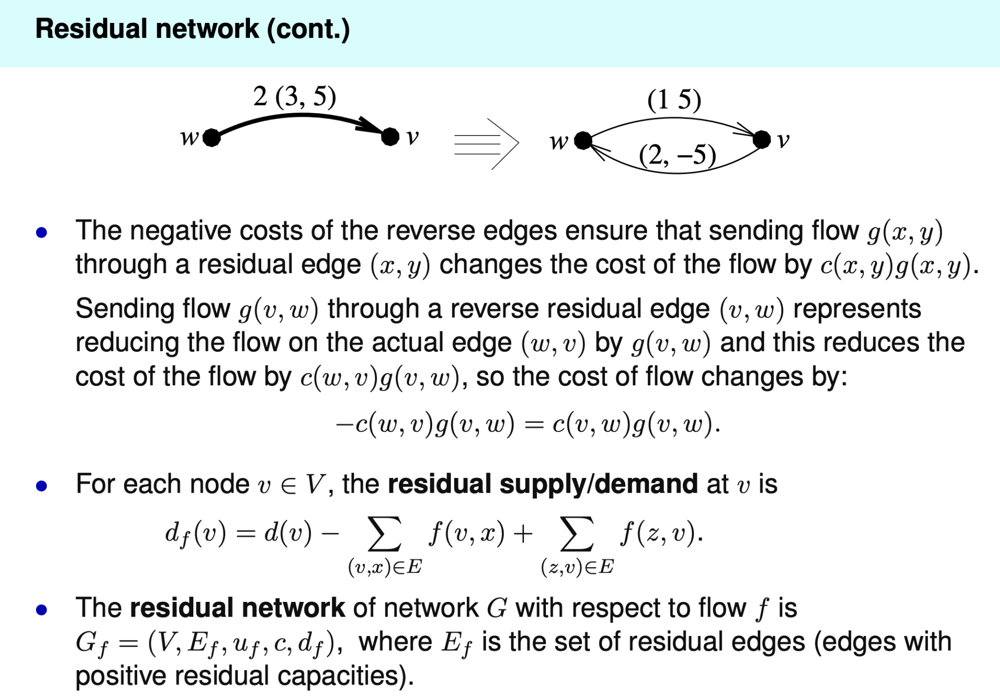 Residual network (cont.)
2 (3, 5)
w v
(1 5)
w v
(2, −5)
• The negative costs of the reverse edges ensure that sending flow g(x, y)
through a residual edge (x, y) changes the cost of the flow by c(x, y)g(x, y).
Sending flow g(v, w) through a reverse residual edge (v, w) represents
reducing the flow on the actual edge (w, v) by g(v, w) and this reduces the
cost of the flow by c(w, v)g(v, w), so the cost of flow changes by:
−c(w, v)g(v, w) = c(v, w)g(v, w).
• For each node v ∈ V, the residual supply/demand at v is
d_f(v) = d(v) − ∑_{(v,x)∈E} f(v, x) + ∑_{(z,v)∈E} f(z, v).
• The residual network of network G with respect to flow f is
G_f = (V, E_f, u_f, c, d_f), where E_f is the set of residual edges (edges with
positive residual capacities).